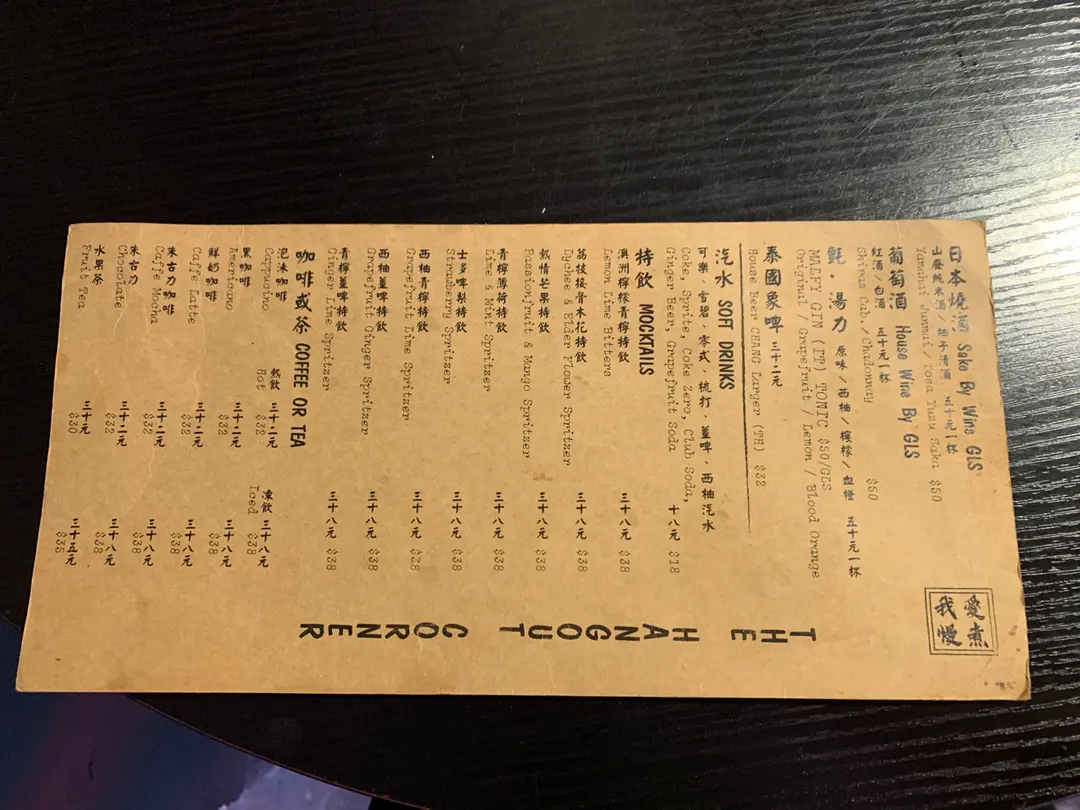 愛煮
我慢
THE HANGOUT CORNER
日本燒酒 Sake By Wine GLS
山廢純米酒／柚子清酒 五十元一杯
Yamahai Junmai / Tosa Yuzu Saka $50
葡萄酒 House Wine By GLS
紅酒／白酒 五十元一杯
Shiraz Cab. / Chadonnay $50
氈·湯力 原味／西柚／檸檬／血橙 五十元一杯
MALFY GIN (IT) TONIC $50/GLS
Original / Grapefruit / Lemon / Blood Orange
泰國象啤 三十二元
House Beer CHANG Larger (TH) $32
汽水 SOFT DRINKS
可樂．雪碧．零式．梳打．薑啤．西柚汽水
Coke, Sprite, Coke Zero, Club Soda,
Ginger Beer, Grapefruit Soda 十八元 $18
特飲 MOCKTAILS
澳洲檸檬青檸特飲
Lemon Lime Bitters 三十八元 $38
荔枝接骨木花特飲
Lychee & Elder Flower Spritzer 三十八元 $38
熱情芒果特飲
Passionfruit & Mango Spritzer 三十八元 $38
青檸薄荷特飲
Lime & Mint Spritzer 三十八元 $38
士多啤梨特飲
Strawberry Spritzer 三十八元 $38
西柚青檸特飲
Grapefruit Lime Spritzer 三十八元 $38
西柚薑啤特飲
Grapefruit Ginger Spritzer 三十八元 $38
青檸薑啤特飲
Ginger Lime Spritzer 三十八元 $38
咖啡或茶 COFFEE OR TEA
熱飲 凍飲
Hot Iced
泡沫咖啡 三十二元 三十八元
Cappucino $32 $38
黑咖啡 三十二元 三十八元
Americano $32 $38
鮮奶咖啡 三十二元 三十八元
Caffe Latte $32 $38
朱古力咖啡 三十二元 三十八元
Caffe Mocha $32 $38
朱古力 三十二元 三十八元
Chocolate $32 $38
水果茶 三十元 三十五元
Fruit Tea $30 $35